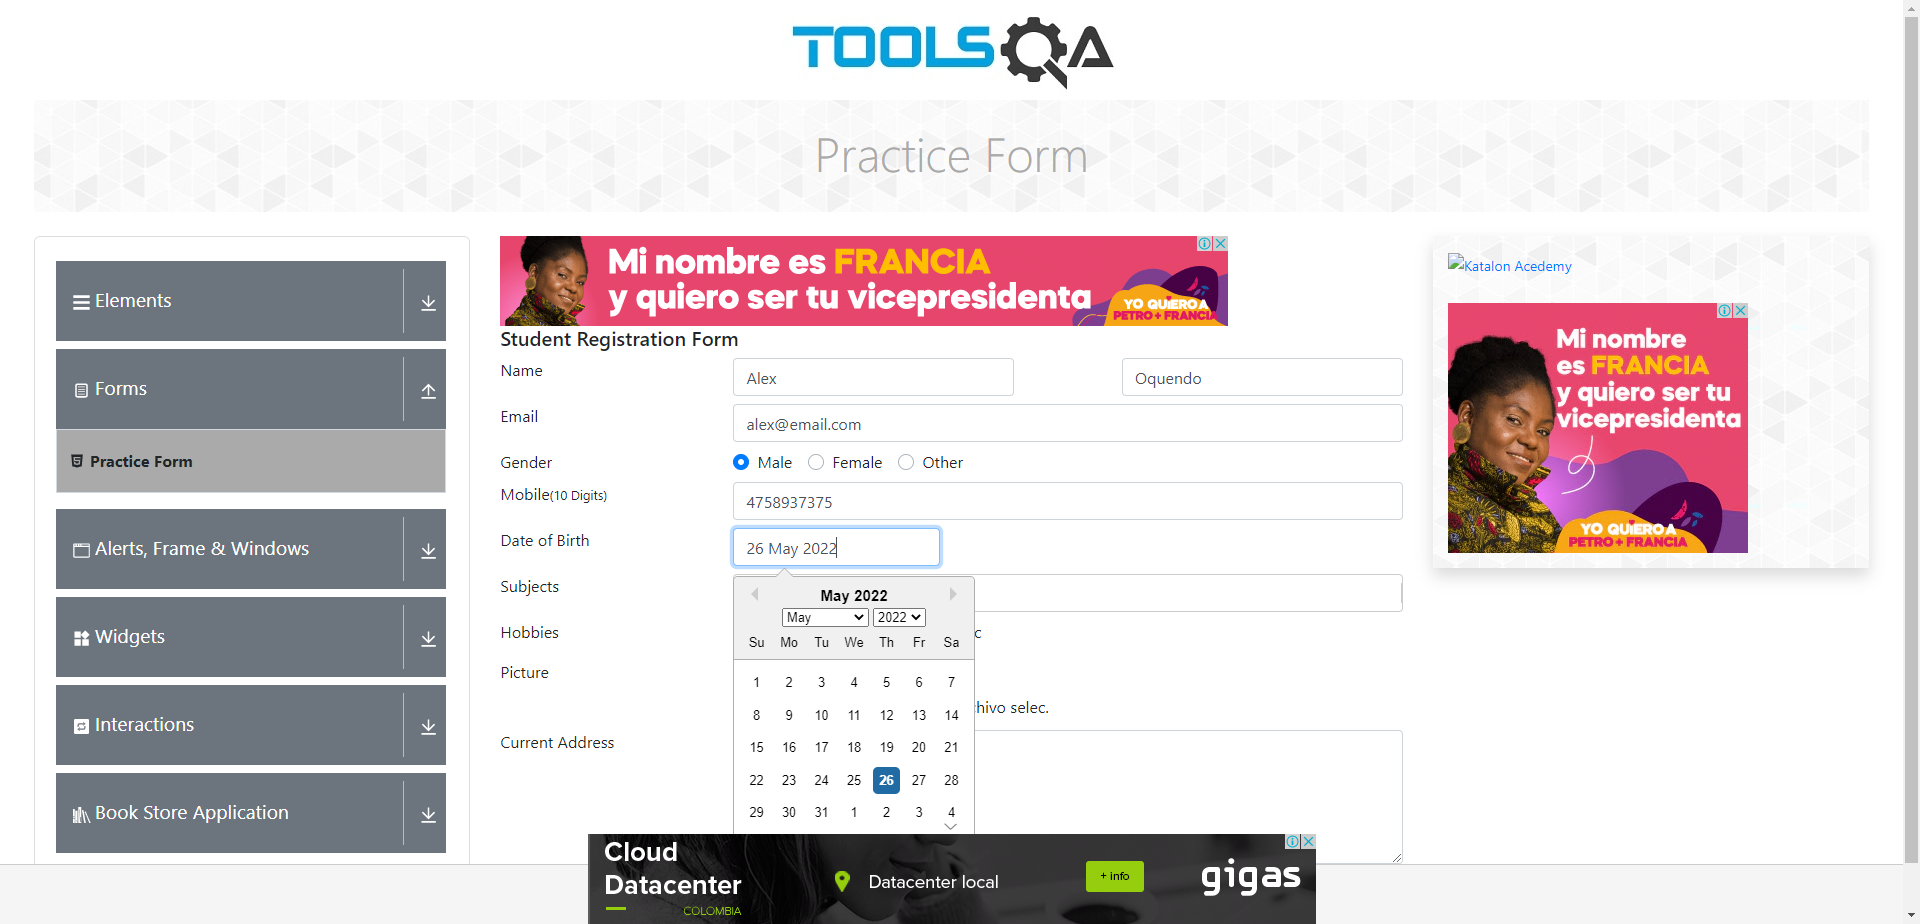 TOOLSQA
Practice Form
Elements
Forms
Practice Form
Alerts, Frame & Windows
Widgets
Interactions
Book Store Application
Mi nombre es FRANCIA
y quiero ser tu vicepresidenta
YO QUIERO A
PETRO + FRANCIA
Student Registration Form
Name
Alex
Oquendo
Email
alex@email.com
Gender
Male
Female
Other
Mobile(10 Digits)
4758937375
Date of Birth
26 May 2022
Subjects
Hobbies
c
Picture
hivo selec.
Current Address
May 2022
May
2022
Su Mo Tu We Th Fr Sa
1 2 3 4 5 6 7
8 9 10 11 12 13 14
15 16 17 18 19 20 21
22 23 24 25 26 27 28
29 30 31 1 2 3 4
Katalon Acedemy
Mi nombre
es FRANCIA
y quiero ser tu
vicepresidenta
YO QUIERO A
PETRO + FRANCIA
Cloud
Datacenter
COLOMBIA
Datacenter local
+ info
gigas